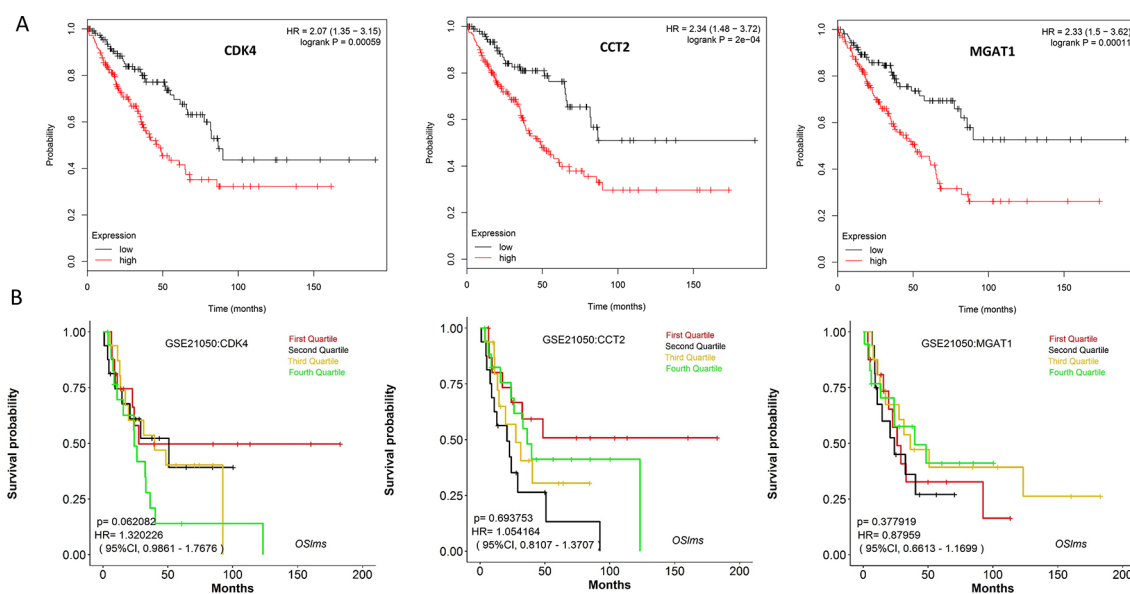 A
CDK4
HR = 2.07 (1.35 − 3.15)
logrank P = 0.00059
Probability
1.0
0.8
0.6
0.4
0.2
0.0
Expression
low
high
0
50
100
150
Time (months)
CCT2
HR = 2.34 (1.48 − 3.72)
logrank P = 2e−04
Probability
1.0
0.8
0.6
0.4
0.2
0.0
Expression
low
high
0
50
100
150
Time (months)
MGAT1
HR = 2.33 (1.5 − 3.62)
logrank P = 0.00011
Probability
1.0
0.8
0.6
0.4
0.2
0.0
Expression
low
high
0
50
100
150
Time (months)
B
GSE21050:CDK4
First Quartile
Second Quartile
Third Quartile
Fourth Quartile
Survival probability
1.00
0.75
0.50
0.25
0.00
p= 0.062082
HR= 1.320226
( 95%CI, 0.9861 - 1.7676 )
OSIms
0
50
100
150
200
Months
GSE21050:CCT2
First Quartile
Second Quartile
Third Quartile
Fourth Quartile
Survival probability
1.00
0.75
0.50
0.25
0.00
p= 0.693753
HR= 1.054164
( 95%CI, 0.8107 - 1.3707 )
OSIms
0
50
100
150
200
Months
GSE21050:MGAT1
First Quartile
Second Quartile
Third Quartile
Fourth Quartile
Survival probability
1.00
0.75
0.50
0.25
0.00
p= 0.377919
HR= 0.87959
(95%CI, 0.6613 - 1.1699 )
OSIms
0
50
100
150
200
Months